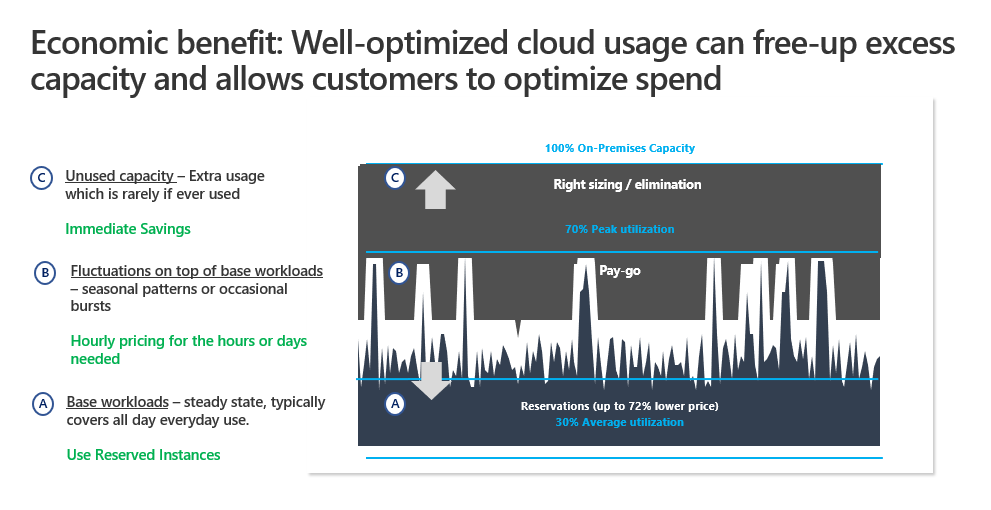 Economic benefit: Well-optimized cloud usage can free-up excess
capacity and allows customers to optimize spend
C
Unused capacity – Extra usage
which is rarely if ever used
Immediate Savings
B
Fluctuations on top of base workloads
– seasonal patterns or occasional
bursts
Hourly pricing for the hours or days
needed
A
Base workloads – steady state, typically
covers all day everyday use.
Use Reserved Instances
100% On-Premises Capacity
C
Right sizing / elimination
70% Peak utilization
B
Pay-go
A
Reservations (up to 72% lower price)
30% Average utilization